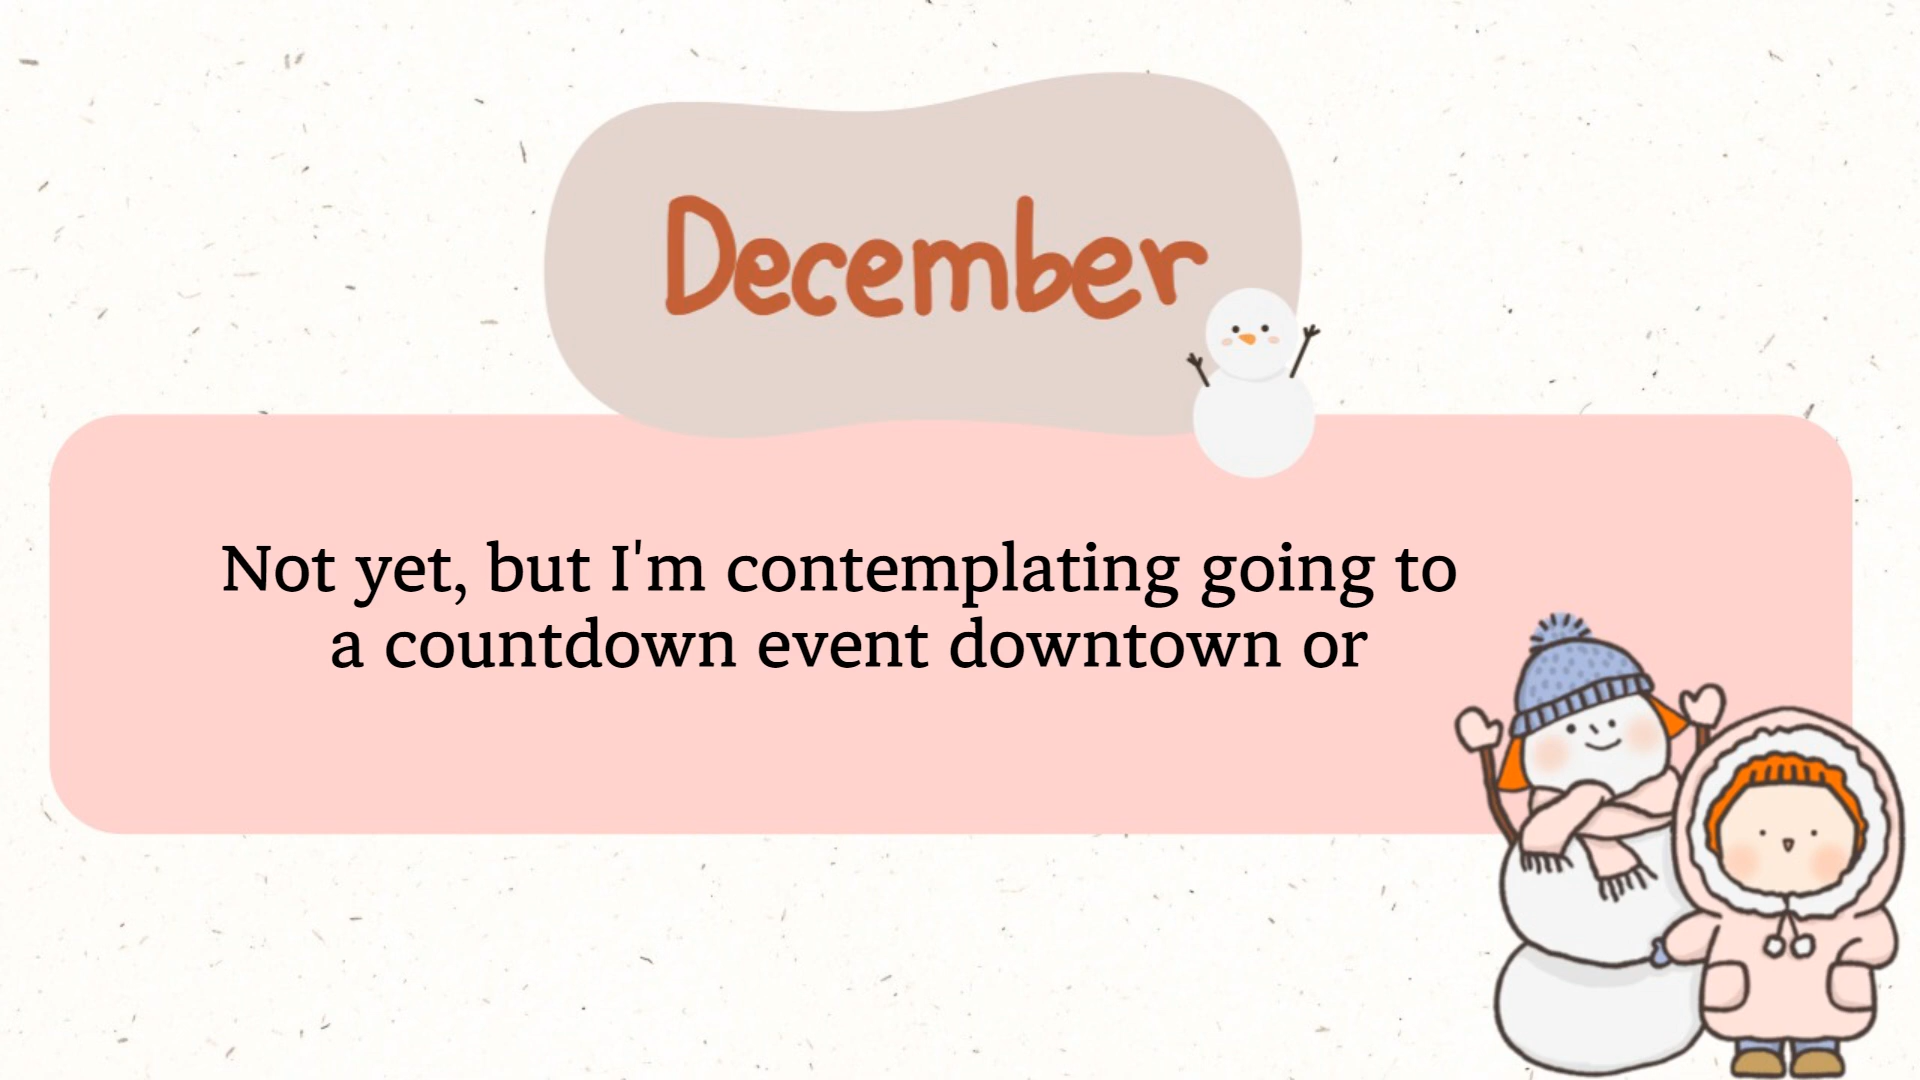 December
Not yet, but I'm contemplating going to
a countdown event downtown or